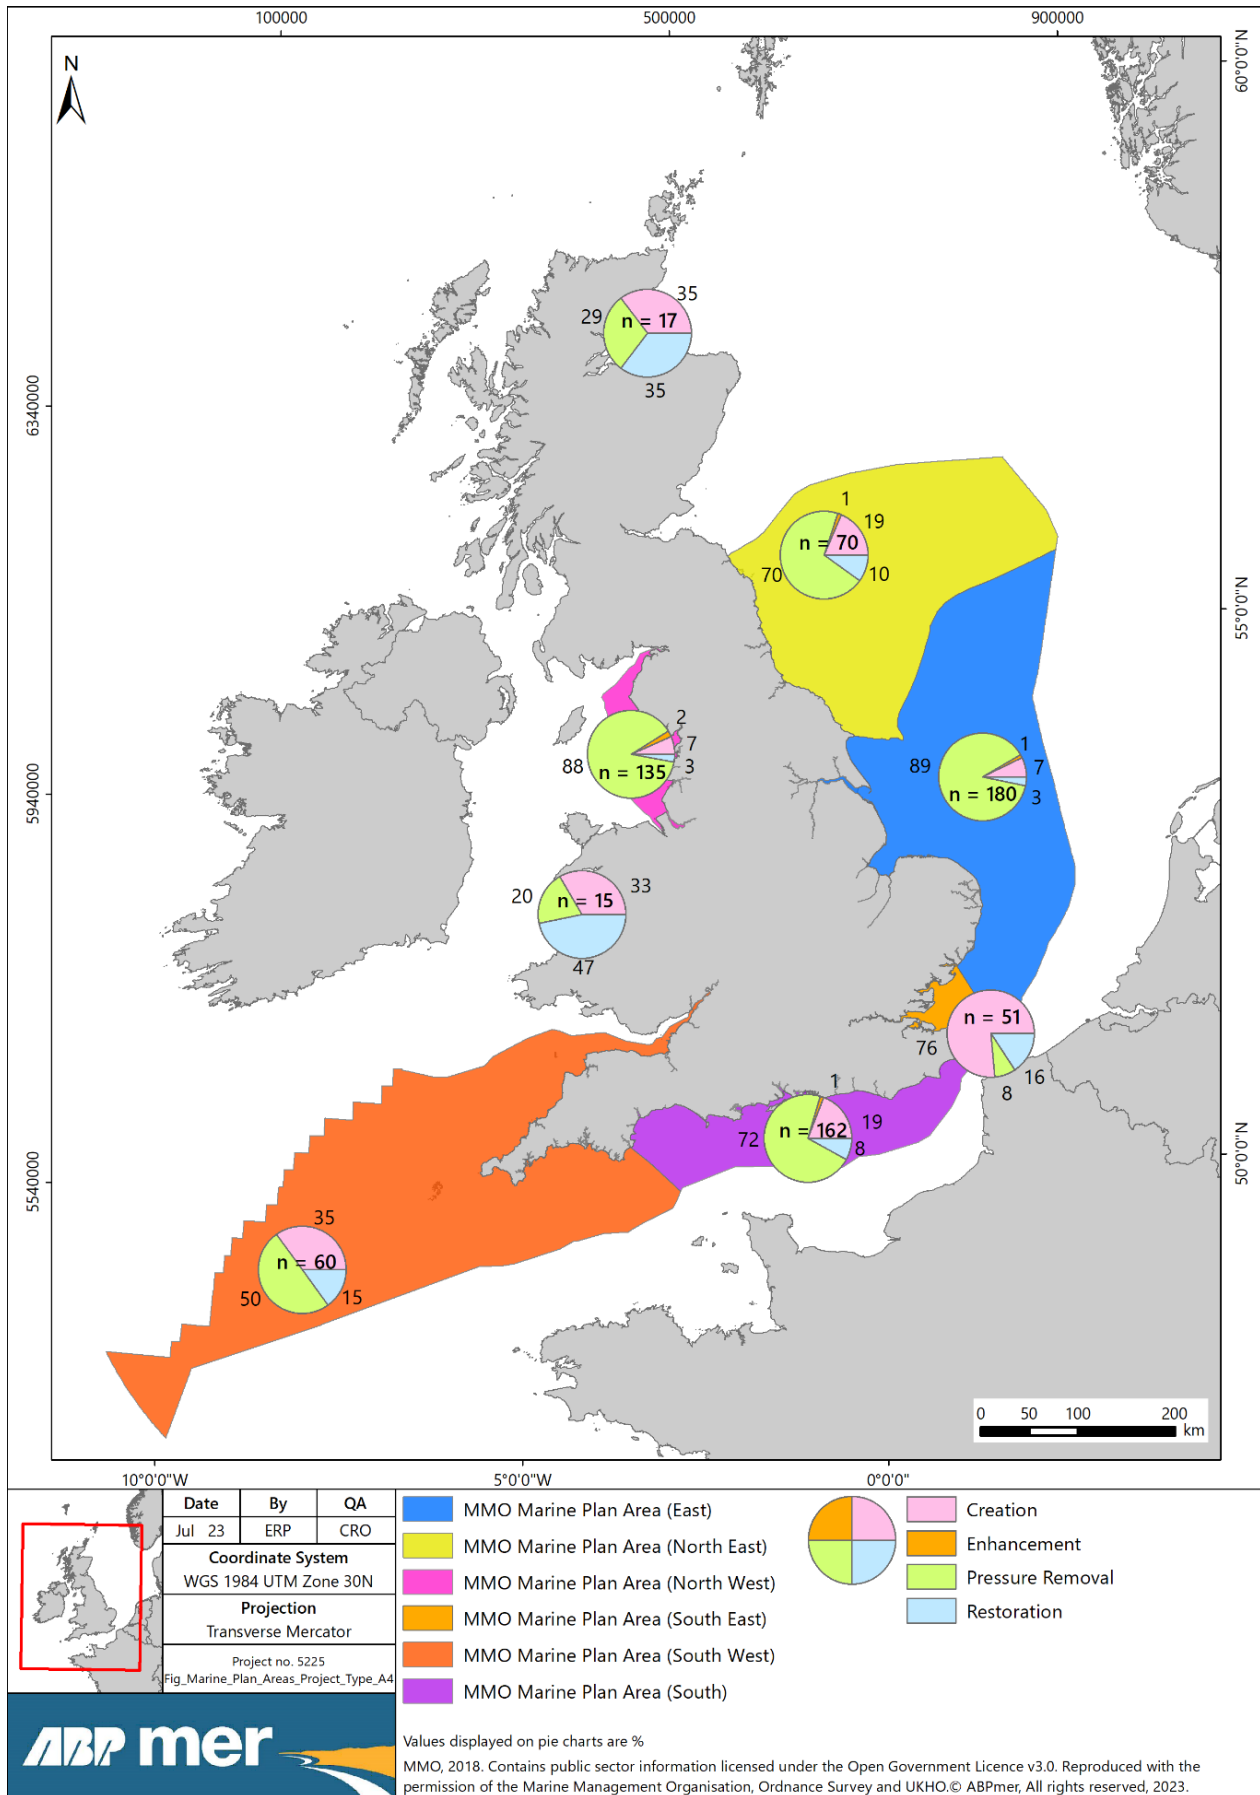 100000 500000 900000
N
60°0'0"N
35
29
n = 17
35
6340000
1
19
n = 70
70
10
55°0'0"N
2
7
88
3
n = 135
1
89
7
n = 180
3
5940000
33
20
n = 15
47
n = 51
76
16
8
1
n = 162
19
72
8
50°0'0"N
5540000
35
n = 60
50
15
0 50 100 200
km
10°0'0"W 5°0'0"W 0°0'0"
Date By QA
Jul 23 ERP CRO
Coordinate System
WGS 1984 UTM Zone 30N
Projection
Transverse Mercator
Project no. 5225
Fig_Marine_Plan_Areas_Project_Type_A4
ABPmer
MMO Marine Plan Area (East)
MMO Marine Plan Area (North East)
MMO Marine Plan Area (North West)
MMO Marine Plan Area (South East)
MMO Marine Plan Area (South West)
MMO Marine Plan Area (South)
Creation
Enhancement
Pressure Removal
Restoration
Values displayed on pie charts are %
MMO, 2018. Contains public sector information licensed under the Open Government Licence v3.0. Reproduced with the
permission of the Marine Management Organisation, Ordnance Survey and UKHO.© ABPmer, All rights reserved, 2023.